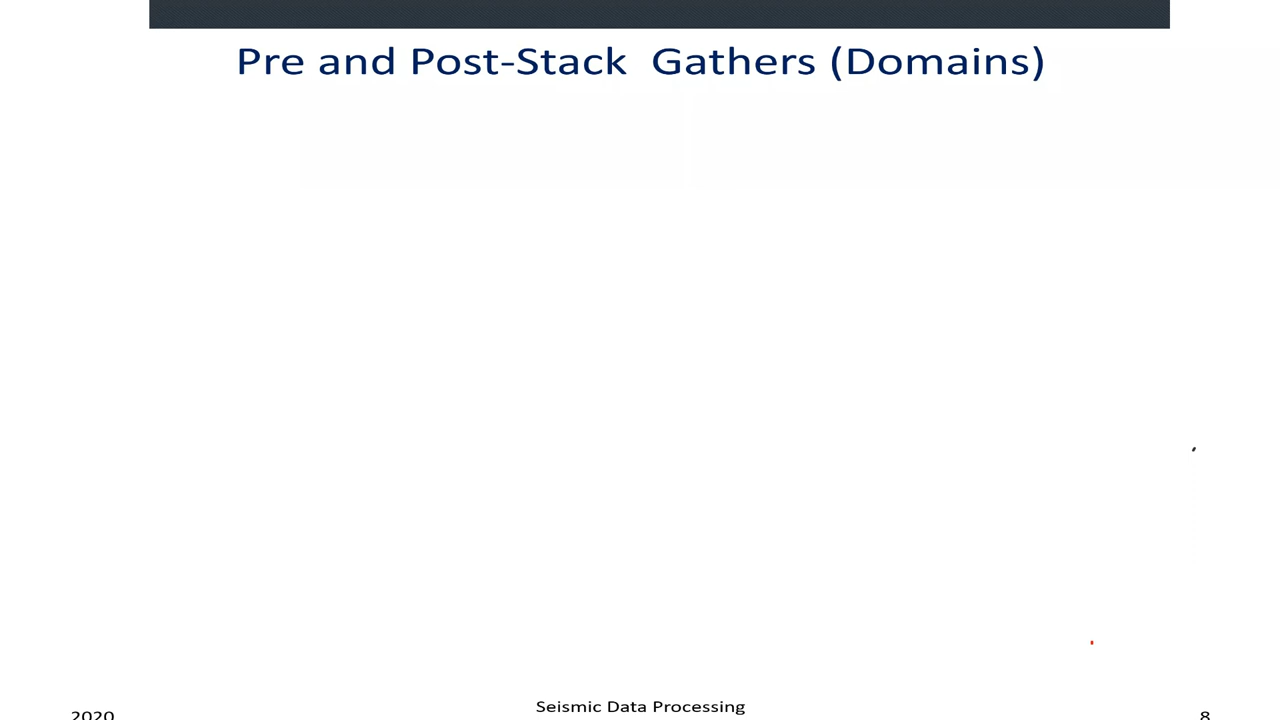 Pre and Post-Stack Gathers (Domains)
2020
Seismic Data Processing
8